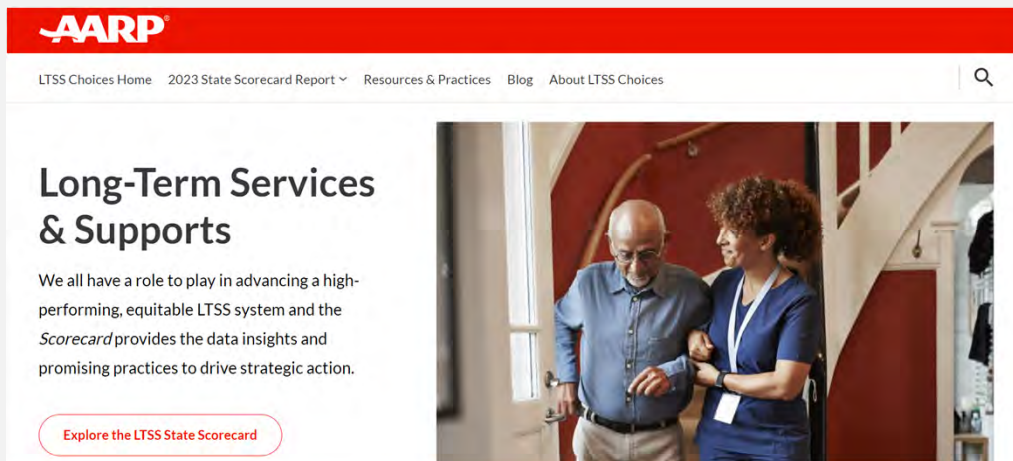 AARP®
LTSS Choices Home 2023 State Scorecard Report Resources & Practices Blog About LTSS Choices
Long-Term Services
& Supports
We all have a role to play in advancing a high-
performing, equitable LTSS system and the
Scorecard provides the data insights and
promising practices to drive strategic action.
Explore the LTSS State Scorecard